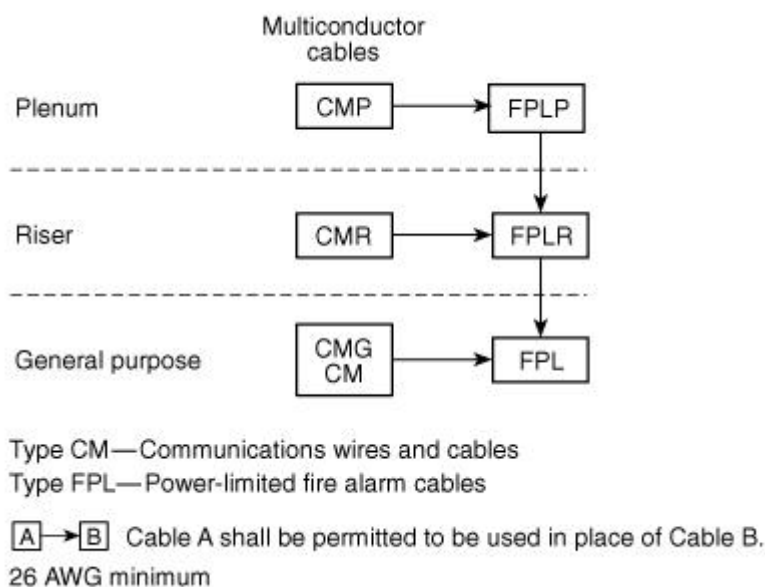 Multiconductor
cables
Plenum
CMP
FPLP
Riser
CMR
FPLR
General purpose
CMG
CM
FPL
Type CM—Communications wires and cables
Type FPL—Power-limited fire alarm cables
A B Cable A shall be permitted to be used in place of Cable B.
26 AWG minimum